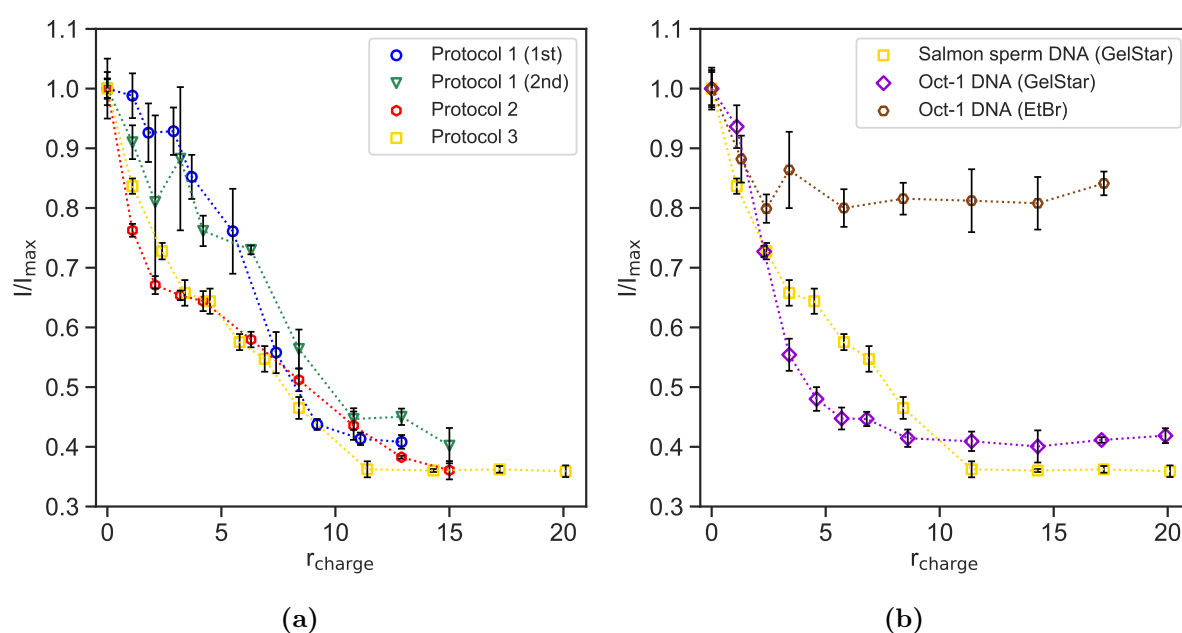 1.1
1.0
0.9
0.8
0.7
0.6
0.5
0.4
0.3
I/Imax
0
5
10
15
20
rcharge
Protocol 1 (1st)
Protocol 1 (2nd)
Protocol 2
Protocol 3
(a)
1.1
1.0
0.9
0.8
0.7
0.6
0.5
0.4
0.3
I/Imax
0
5
10
15
20
rcharge
Salmon sperm DNA (GelStar)
Oct-1 DNA (GelStar)
Oct-1 DNA (EtBr)
(b)